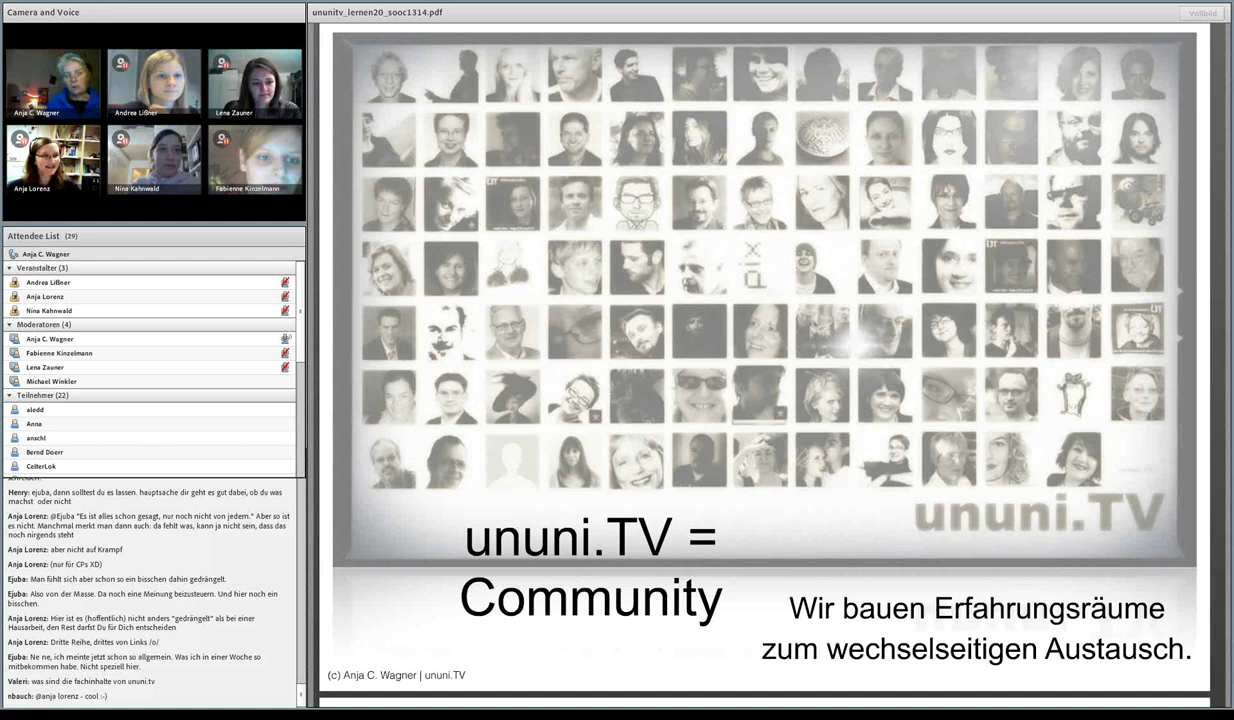 Camera and Voice
Anja C. Wagner
Andrea Lißner
Lena Zauner
Anja Lorenz
Nina Kahnwald
Fabienne Kinzelmann
Attendee List (29)
Anja C. Wagner
Veranstalter (3)
Andrea Lißner
Anja Lorenz
Nina Kahnwald
Moderatoren (4)
Anja C. Wagner
Fabienne Kinzelmann
Lena Zauner
Michael Winkler
Teilnehmer (22)
aledd
Anna
anschl
Bernd Doerr
CelterLok
Henry: ejuba, dann solltest du es lassen. hauptsache dir geht es gut dabei, ob du was
machst oder nicht
Anja Lorenz: @Ejuba "Es ist alles schon gesagt, nur noch nicht von jedem." Aber so ist
es nicht. Manchmal merkt man dann auch: da fehlt was, kann ja nicht sein, dass das
noch nirgends steht
Anja Lorenz: aber nicht auf Krampf
Anja Lorenz: (nur für CPs XD)
Ejuba: Man fühlt sich aber schon so ein bisschen dahin gedrängelt.
Ejuba: Also von der Masse. Da noch eine Meinung beizusteuern. Und hier noch ein
bisschen.
Anja Lorenz: Hier ist es (hoffentlich) nicht anders "gedrängelt" als bei einer
Hausarbeit, den Rest darfst Du für Dich entscheiden
Anja Lorenz: Dritte Reihe, drittes von Links /o/
Ejuba: Ne ne, ich meinte jetzt schon so allgemein. Was ich in einer Woche so
mitbekommen habe. Nicht speziell hier.
Valeri: was sind die fachinhalte von ununi.tv
nbauch: @anja lorenz - cool :-)
ununitv_lernen20_sooc1314.pdf
Vollbild
ununi.TV
ununi.TV =
Community
Wir bauen Erfahrungsräume
zum wechselseitigen Austausch.
(c) Anja C. Wagner | ununi.TV